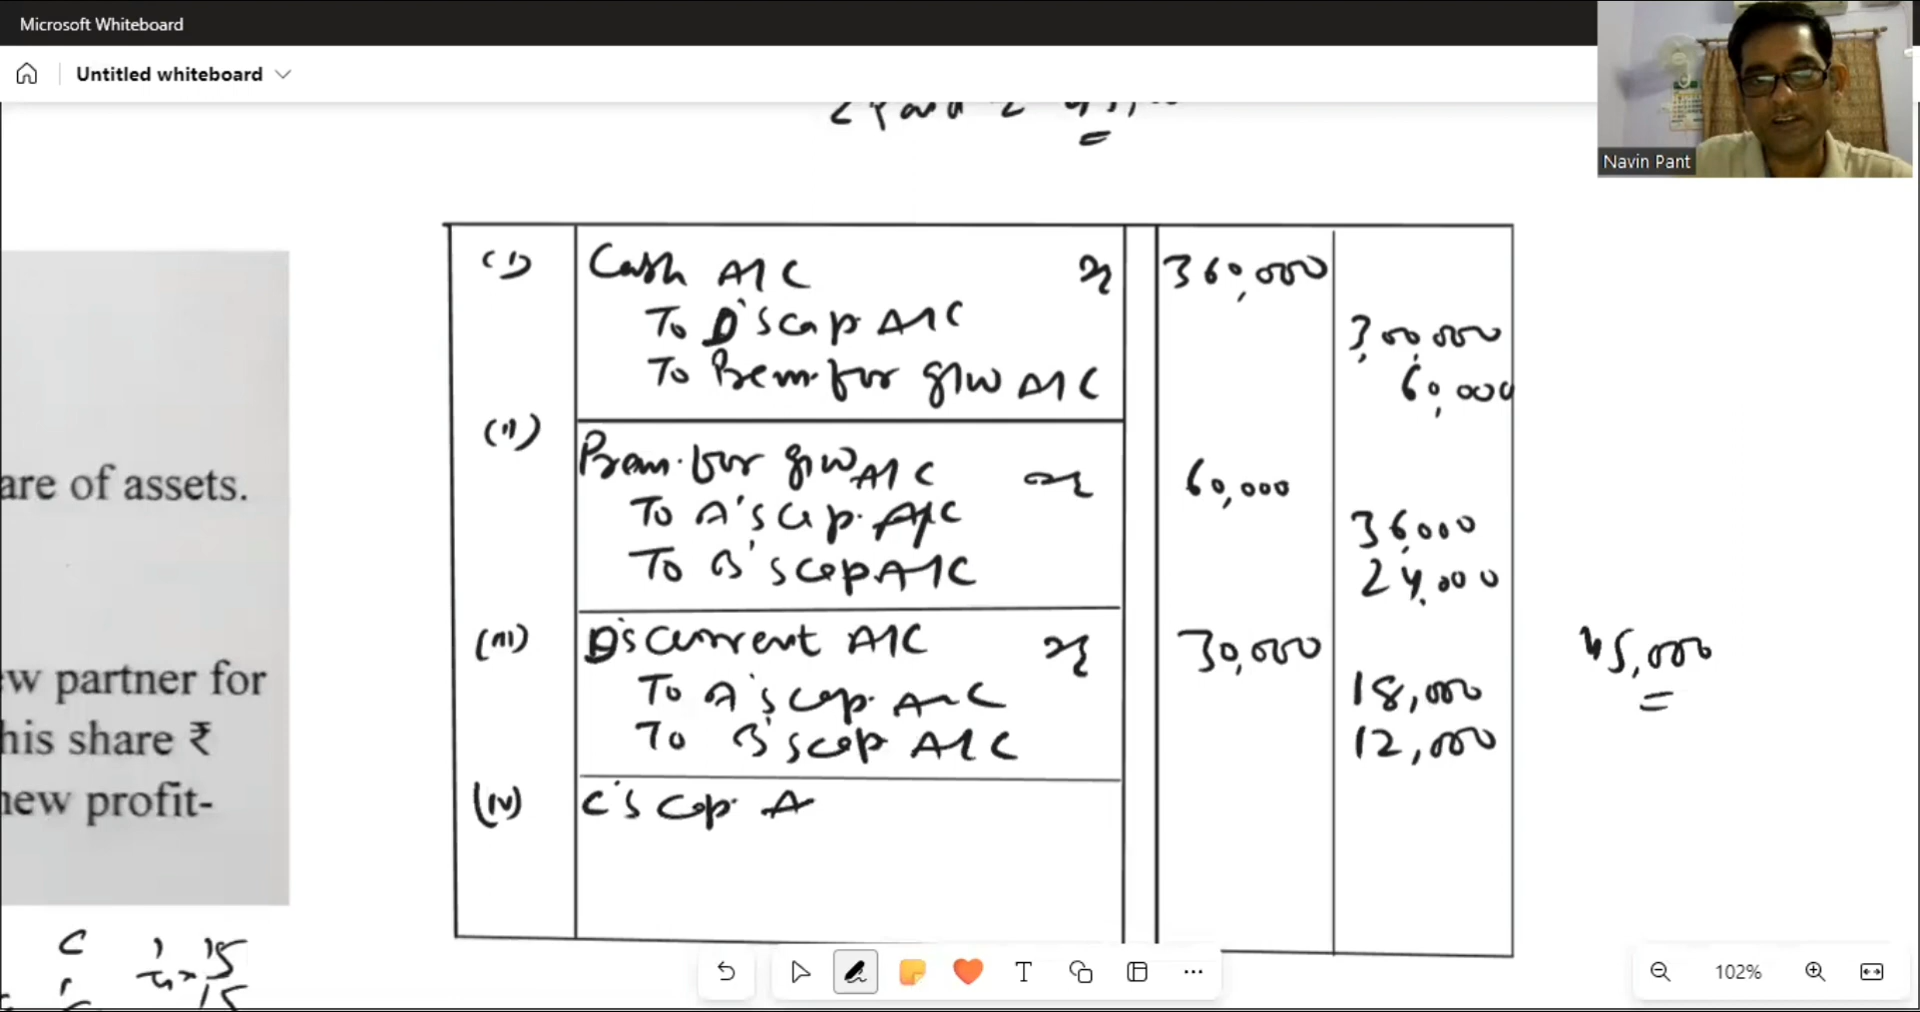 Microsoft Whiteboard
Untitled whiteboard
Navin Pant
(i) Cash A/C Dr 360,000
To D's Cap A/C 3,00,000
To Prem. for g/w A/C 60,000
(ii) Prem. for g/w A/C Dr 60,000
To A's Cap. A/C 36,000
To B's Cap A/C 24,000
(iii) D's Current A/C Dr 30,000 45,000
To A's Cap. A/C 18,000
To B's Cap A/C 12,000
(iv) C's Cap. A
are of assets.
w partner for
his share ₹
new profit-
C
102%